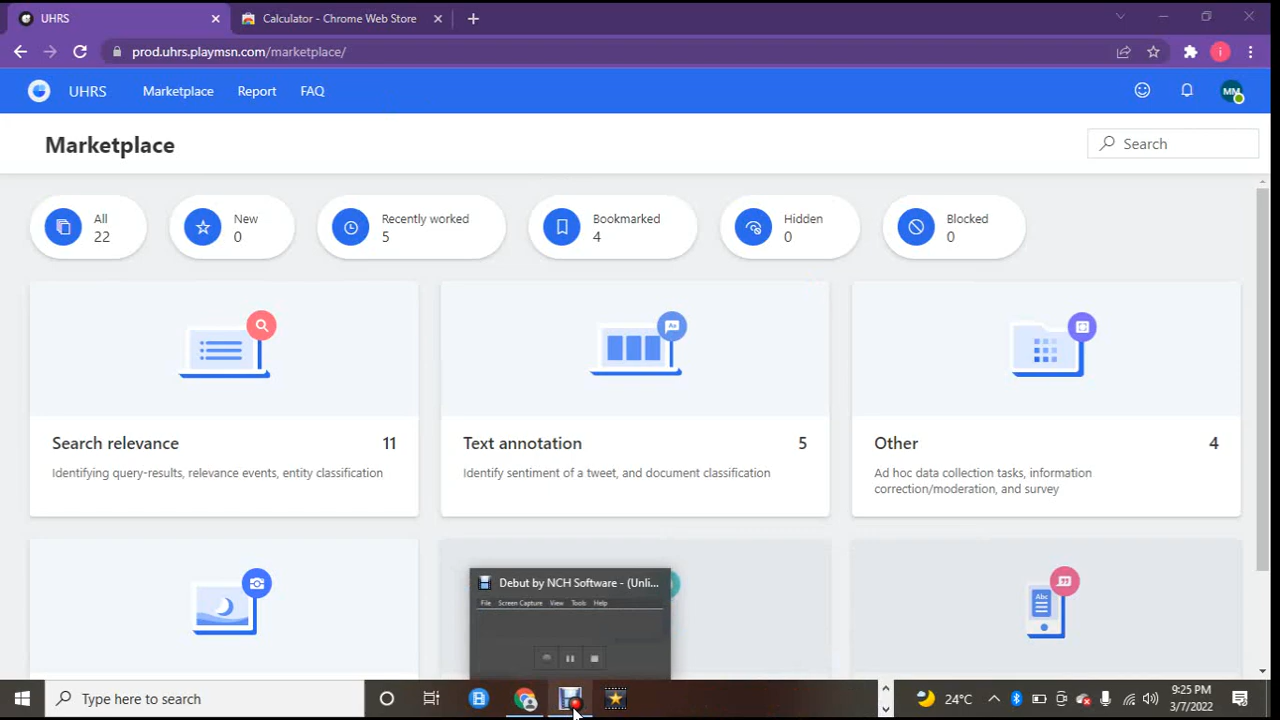 UHRS
Calculator - Chrome Web Store
prod.uhrs.playmsn.com/marketplace/
i
UHRS
Marketplace
Report
FAQ
MM
Marketplace
Search
All
22
New
0
Recently worked
5
Bookmarked
4
Hidden
0
Blocked
0
Search relevance
11
Identifying query-results, relevance events, entity classification
Text annotation
5
Identify sentiment of a tweet, and document classification
Other
4
Ad hoc data collection tasks, information
correction/moderation, and survey
Abc
Debut by NCH Software - (Unli...
File Screen Capture View Tools Help
Type here to search
24°C
9:25 PM
3/7/2022